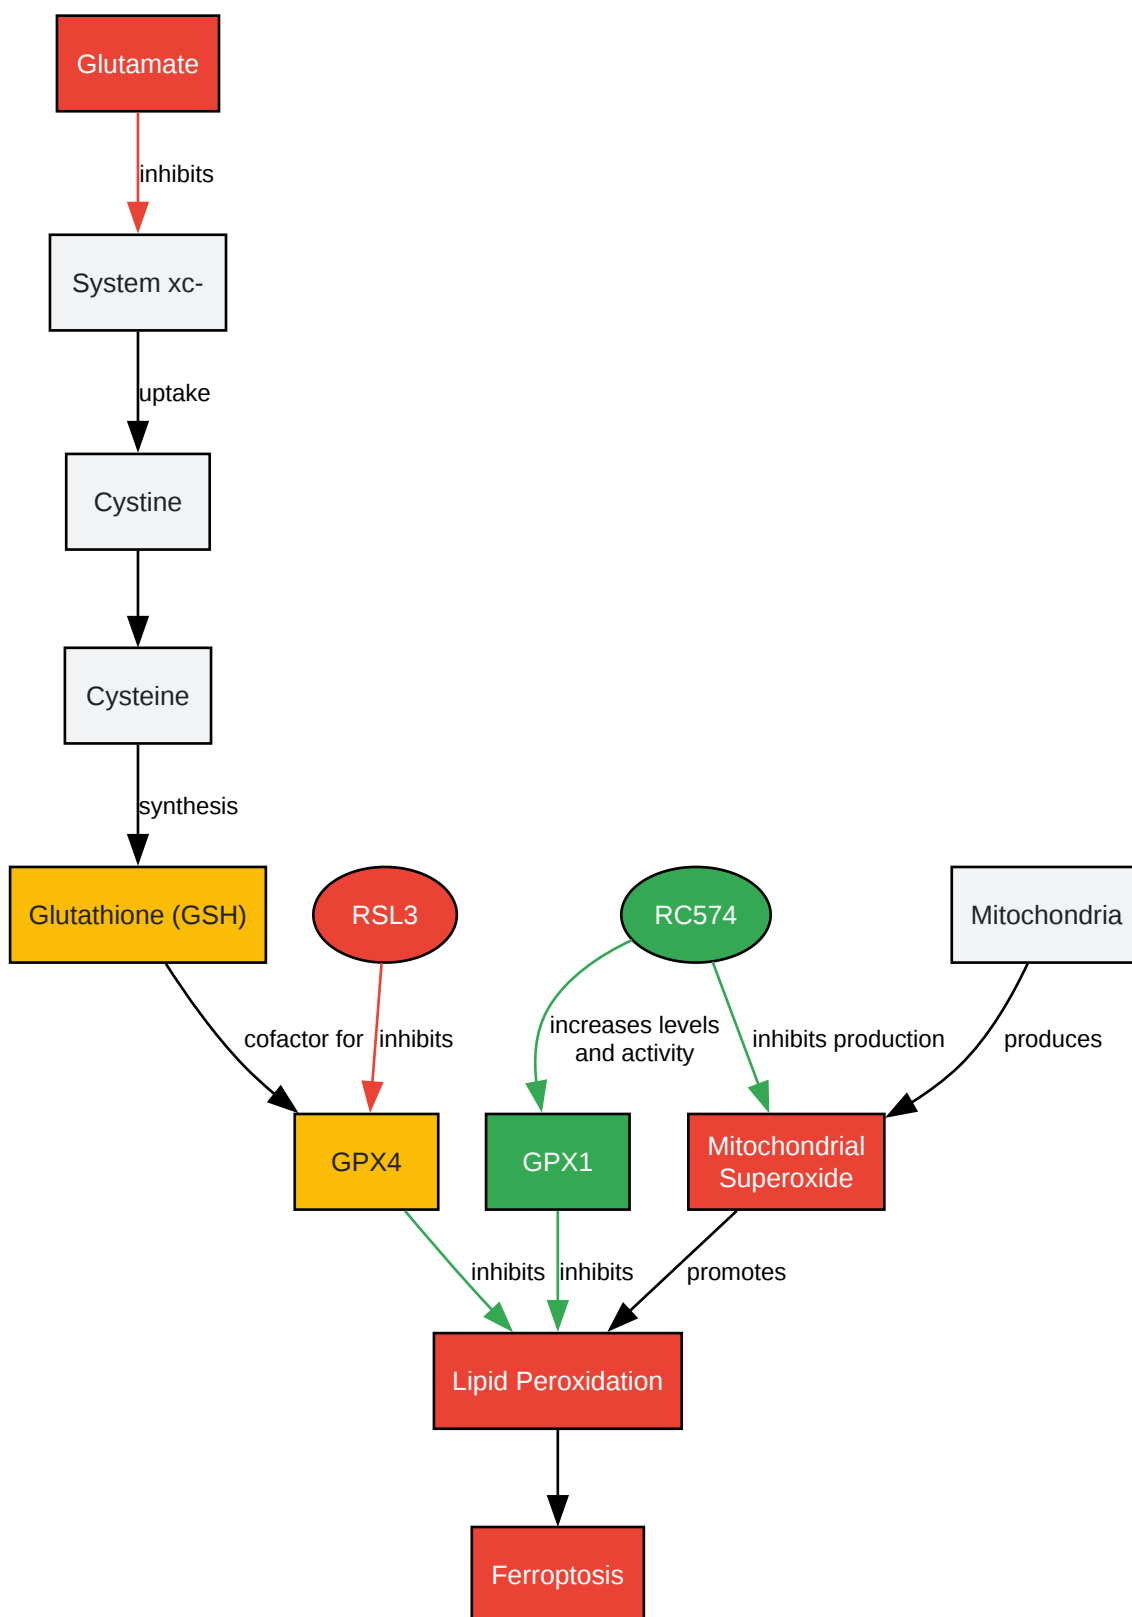 Glutamate
inhibits
System xc-
uptake
Cystine
Cysteine
synthesis
Glutathione (GSH)
RSL3
RC574
Mitochondria
cofactor for
inhibits
increases levels
and activity
inhibits production
produces
GPX4
GPX1
Mitochondrial
Superoxide
inhibits
inhibits
promotes
Lipid Peroxidation
Ferroptosis